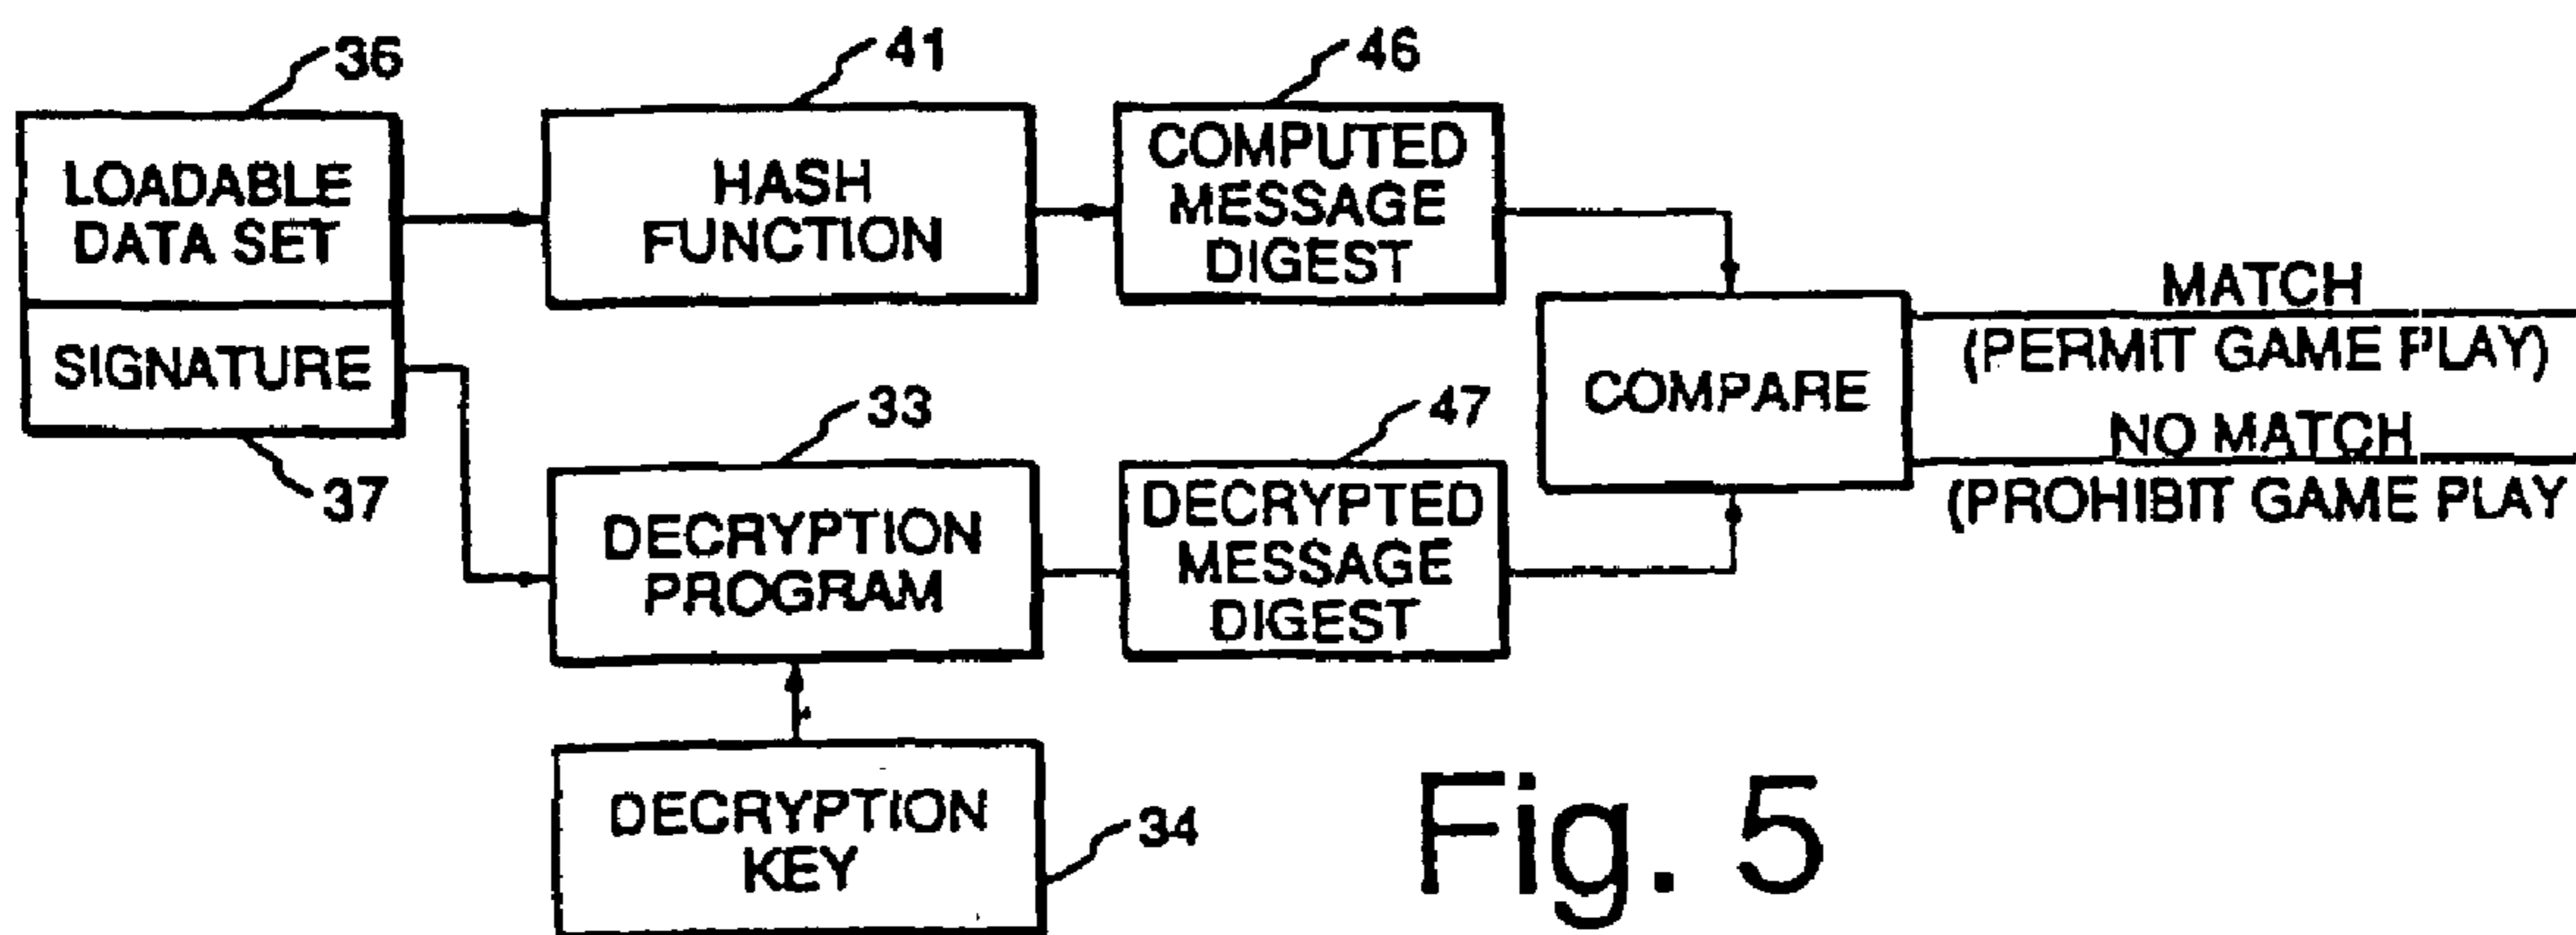 36
41
46
LOADABLE
DATA SET
HASH
FUNCTION
COMPUTED
MESSAGE
DIGEST
MATCH
(PERMIT GAME PLAY)
SIGNATURE
COMPARE
37
33
47
NO MATCH
(PROHIBIT GAME PLAY
DECRYPTION
PROGRAM
DECRYPTED
MESSAGE
DIGEST
DECRYPTION
KEY
34
Fig. 5